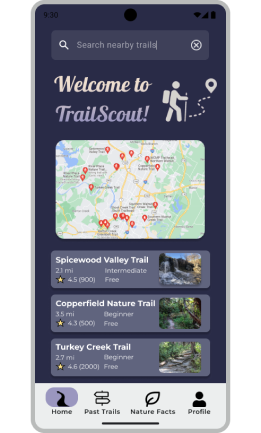 9:30
Search nearby trails
Welcome to
TrailScout!
Spicewood Valley Trail
2.1 mi Intermediate
4.5 (900) Free
Copperfield Nature Trail
3.5 mi Beginner
4.3 (500) Free
Turkey Creek Trail
2.7 mi Beginner
4.6 (2000) Free
Home Past Trails Nature Facts Profile